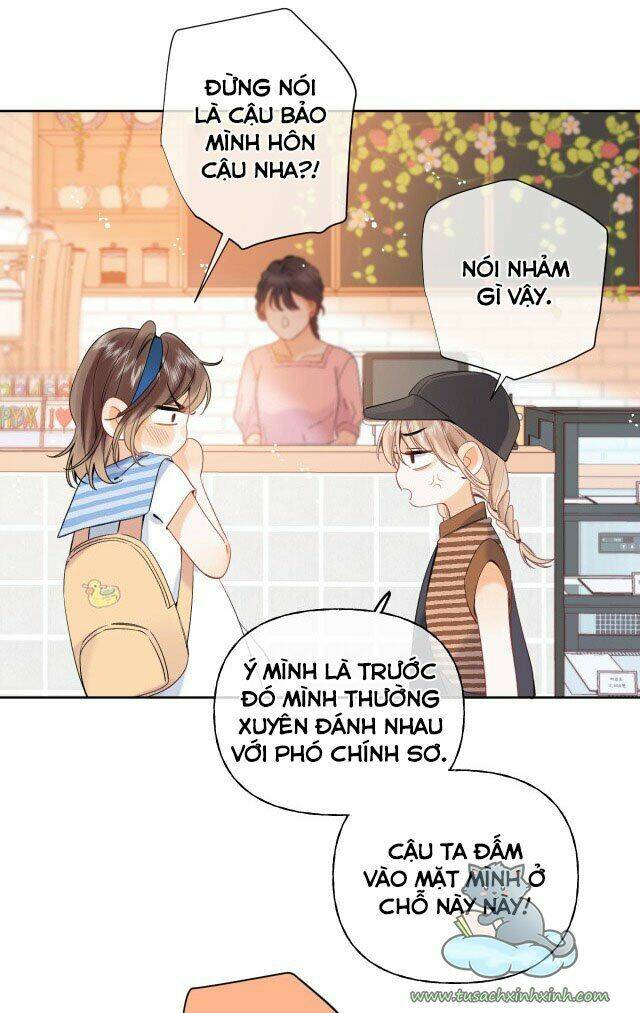 ĐỪNG NÓI
LÀ CẬU BẢO
MÌNH HÔN
CẬU NHA?!
NÓI NHẢM
GÌ VẬY.
Ý MÌNH LÀ TRƯỚC
ĐÓ MÌNH THƯỜNG
XUYÊN ĐÁNH NHAU
VỚI PHÓ CHÍNH SƠ.
CẬU TA ĐẤM
VÀO MẶT MÌNH Ở
CHỖ NÀY NÀY!
www.tusachxinhxinh.com